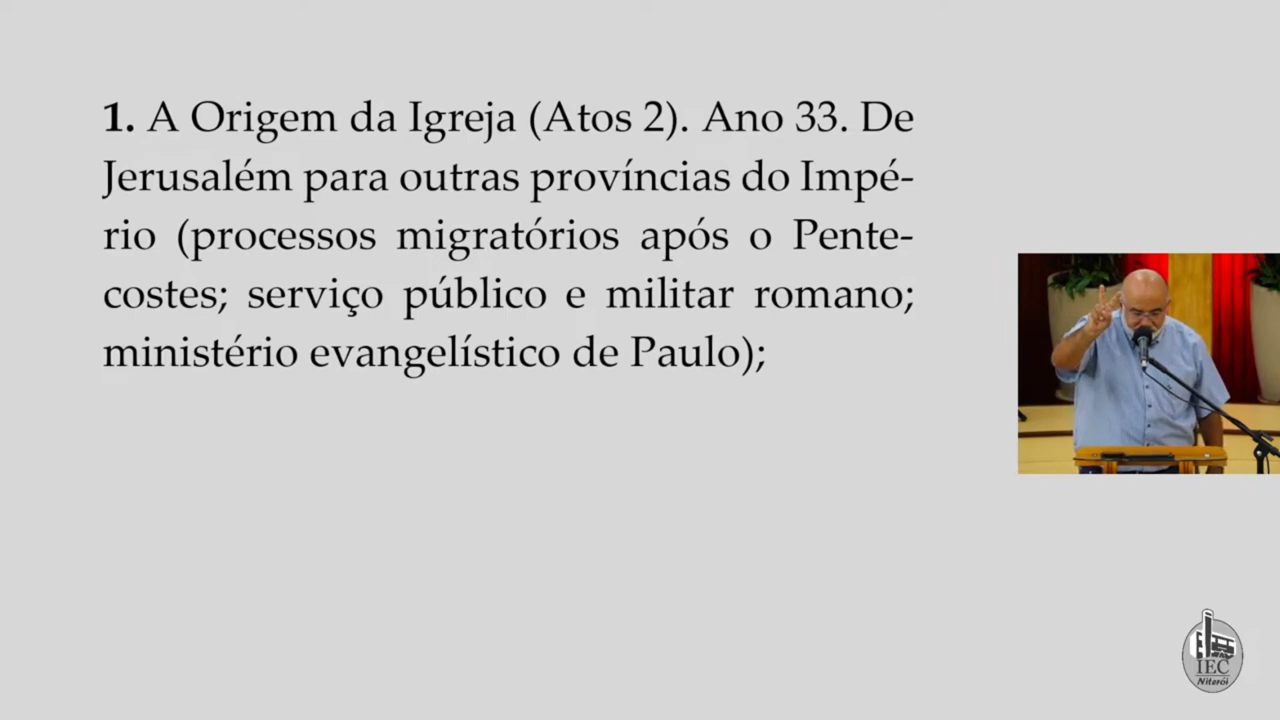 1. A Origem da Igreja (Atos 2). Ano 33. De
Jerusalém para outras províncias do Impé-
rio (processos migratórios após o Pente-
costes; serviço público e militar romano;
ministério evangelístico de Paulo);
IEC
Niterói